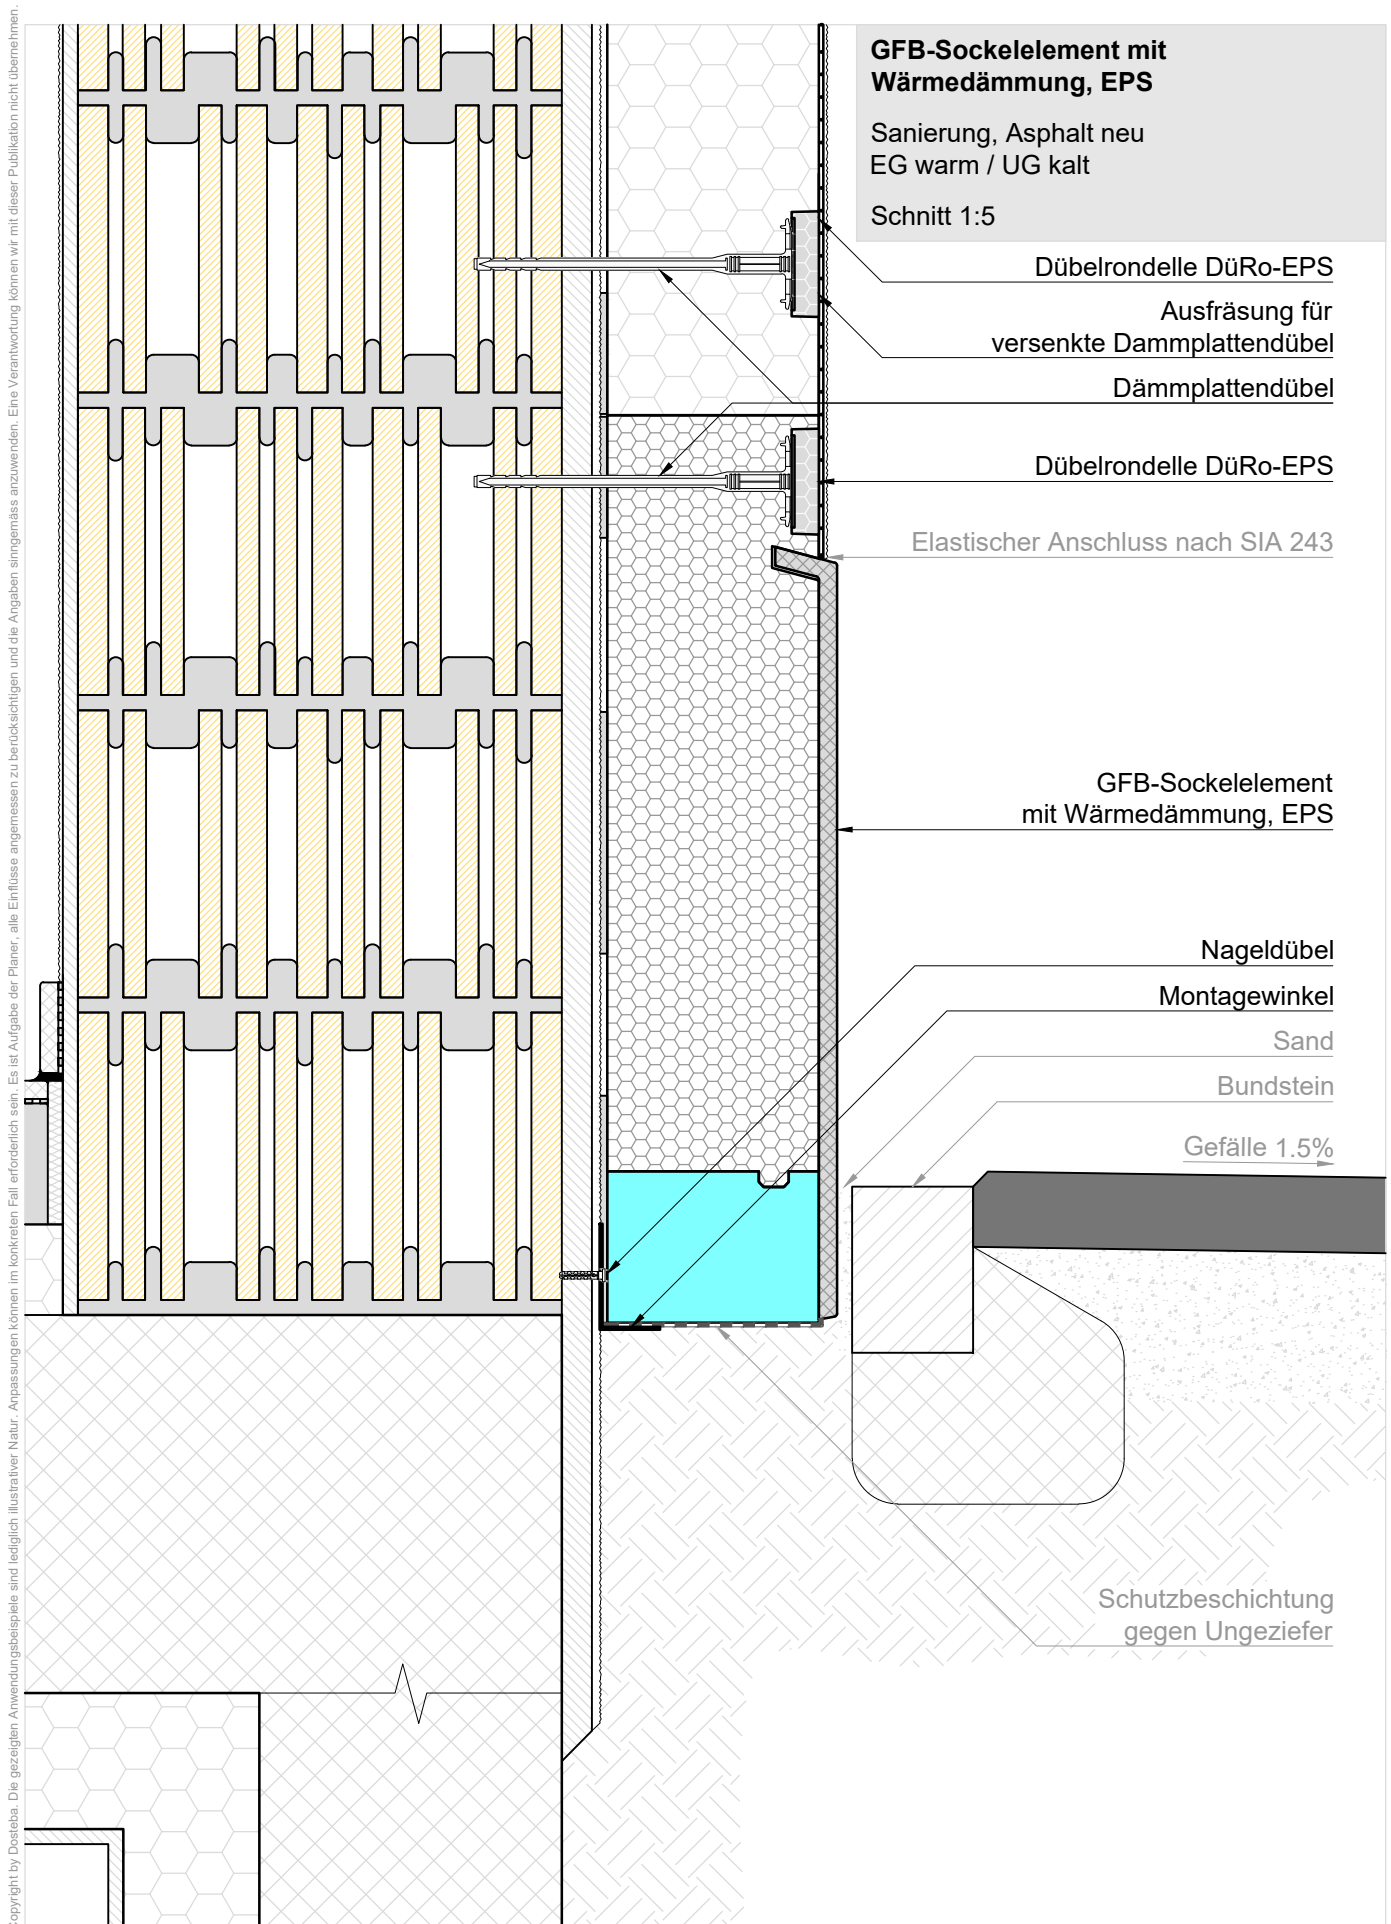 GFB-Sockelelement mit
Wärmedämmung, EPS
Sanierung, Asphalt neu
EG warm / UG kalt
Schnitt 1:5
Dübelrondelle DüRo-EPS
Ausfräsung für
versenkte Dammplattendübel
Dämmplattendübel
Dübelrondelle DüRo-EPS
Elastischer Anschluss nach SIA 243
GFB-Sockelelement
mit Wärmedämmung, EPS
Nageldübel
Montagewinkel
Sand
Bundstein
Gefälle 1.5%
Schutzbeschichtung
gegen Ungeziefer
Copyright by Dosteba. Die gezeigten Anwendungsbeispiele sind lediglich illustrativer Natur. Anpassungen können im konkreten Fall erforderlich sein. Es ist Aufgabe der Planer, alle Einflüsse angemessen zu berücksichtigen und die Angaben sinngemäss anzuwenden. Eine Verantwortung können wir mit dieser Publikation nicht übernehmen.